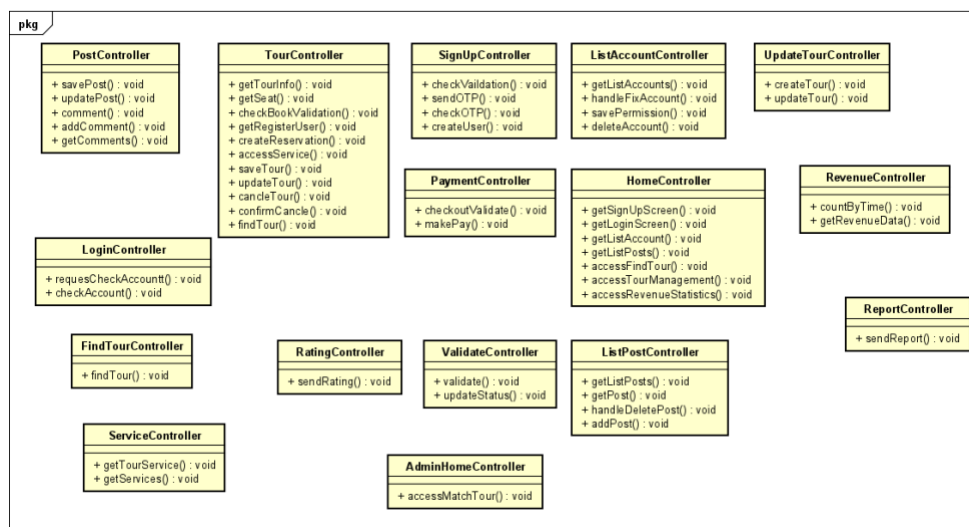 pkg
PostController
+ savePost() : void
+ updatePost() : void
+ comment() : void
+ addComment() : void
+ getComments() : void
TourController
+ getTourInfo() : void
+ getSeat() : void
+ checkBookValidation() : void
+ getRegisterUser() : void
+ createReservation() : void
+ accessService() : void
+ saveTour() : void
+ updateTour() : void
+ cancleTour() : void
+ confirmCancle() : void
+ findTour() : void
SignUpController
+ checkVaildation() : void
+ sendOTP() : void
+ checkOTP() : void
+ createUser() : void
ListAccountController
+ getListAccounts() : void
+ handleFixAccount() : void
+ savePermission() : void
+ deleteAccount() : void
UpdateTourController
+ createTour() : void
+ updateTour() : void
PaymentController
+ checkoutValidate() : void
+ makePay() : void
HomeController
+ getSignUpScreen() : void
+ getLoginScreen() : void
+ getListAccount() : void
+ getListPosts() : void
+ accessFindTour() : void
+ accessTourManagement() : void
+ accessRevenueStatistics() : void
RevenueController
+ countByTime() : void
+ getRevenueData() : void
LoginController
+ requesCheckAccountt() : void
+ checkAccount() : void
ReportController
+ sendReport() : void
FindTourController
+ findTour() : void
RatingController
+ sendRating() : void
ValidateController
+ validate() : void
+ updateStatus() : void
ListPostController
+ getListPosts() : void
+ getPost() : void
+ handleDeletePost() : void
+ addPost() : void
ServiceController
+ getTourService() : void
+ getServices() : void
AdminHomeController
+ accessMatchTour() : void